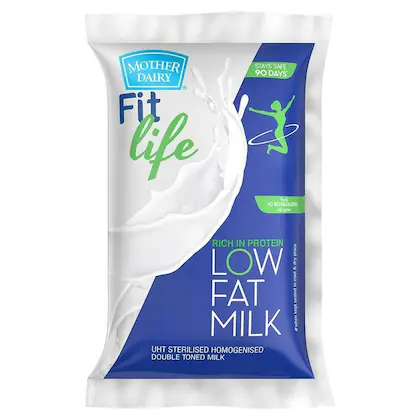 MOTHER
DAIRY
Fit
life
STAYS SAFE
90 DAYS*
RICH IN PROTEIN
LOW
FAT
MILK
UHT STERILISED HOMOGENISED
DOUBLE TONED MILK